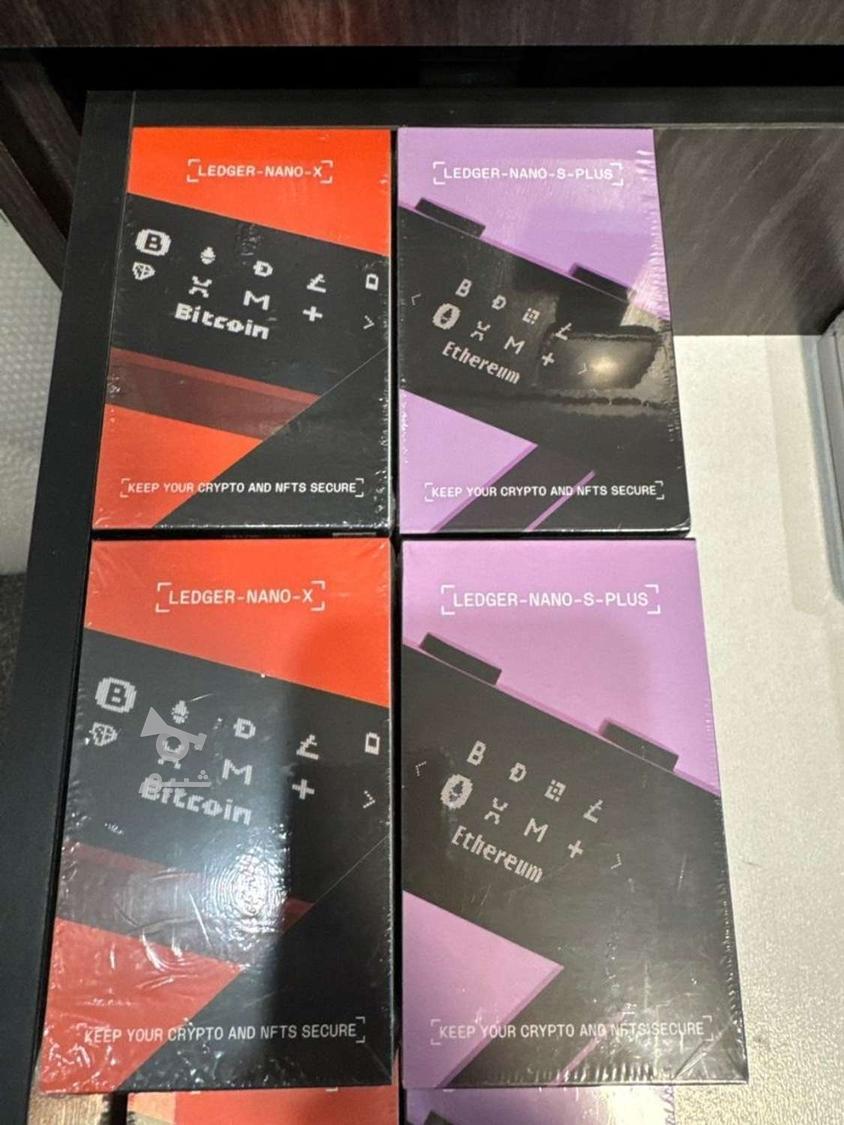 LEDGER-NANO-X
Bitcoin
KEEP YOUR CRYPTO AND NFTS SECURE
LEDGER-NANO-S-PLUS
Ethereum
KEEP YOUR CRYPTO AND NFTS SECURE
LEDGER-NANO-X
Bitcoin
KEEP YOUR CRYPTO AND NFTS SECURE
LEDGER-NANO-S-PLUS
Ethereum
KEEP YOUR CRYPTO AND NFTS SECURE